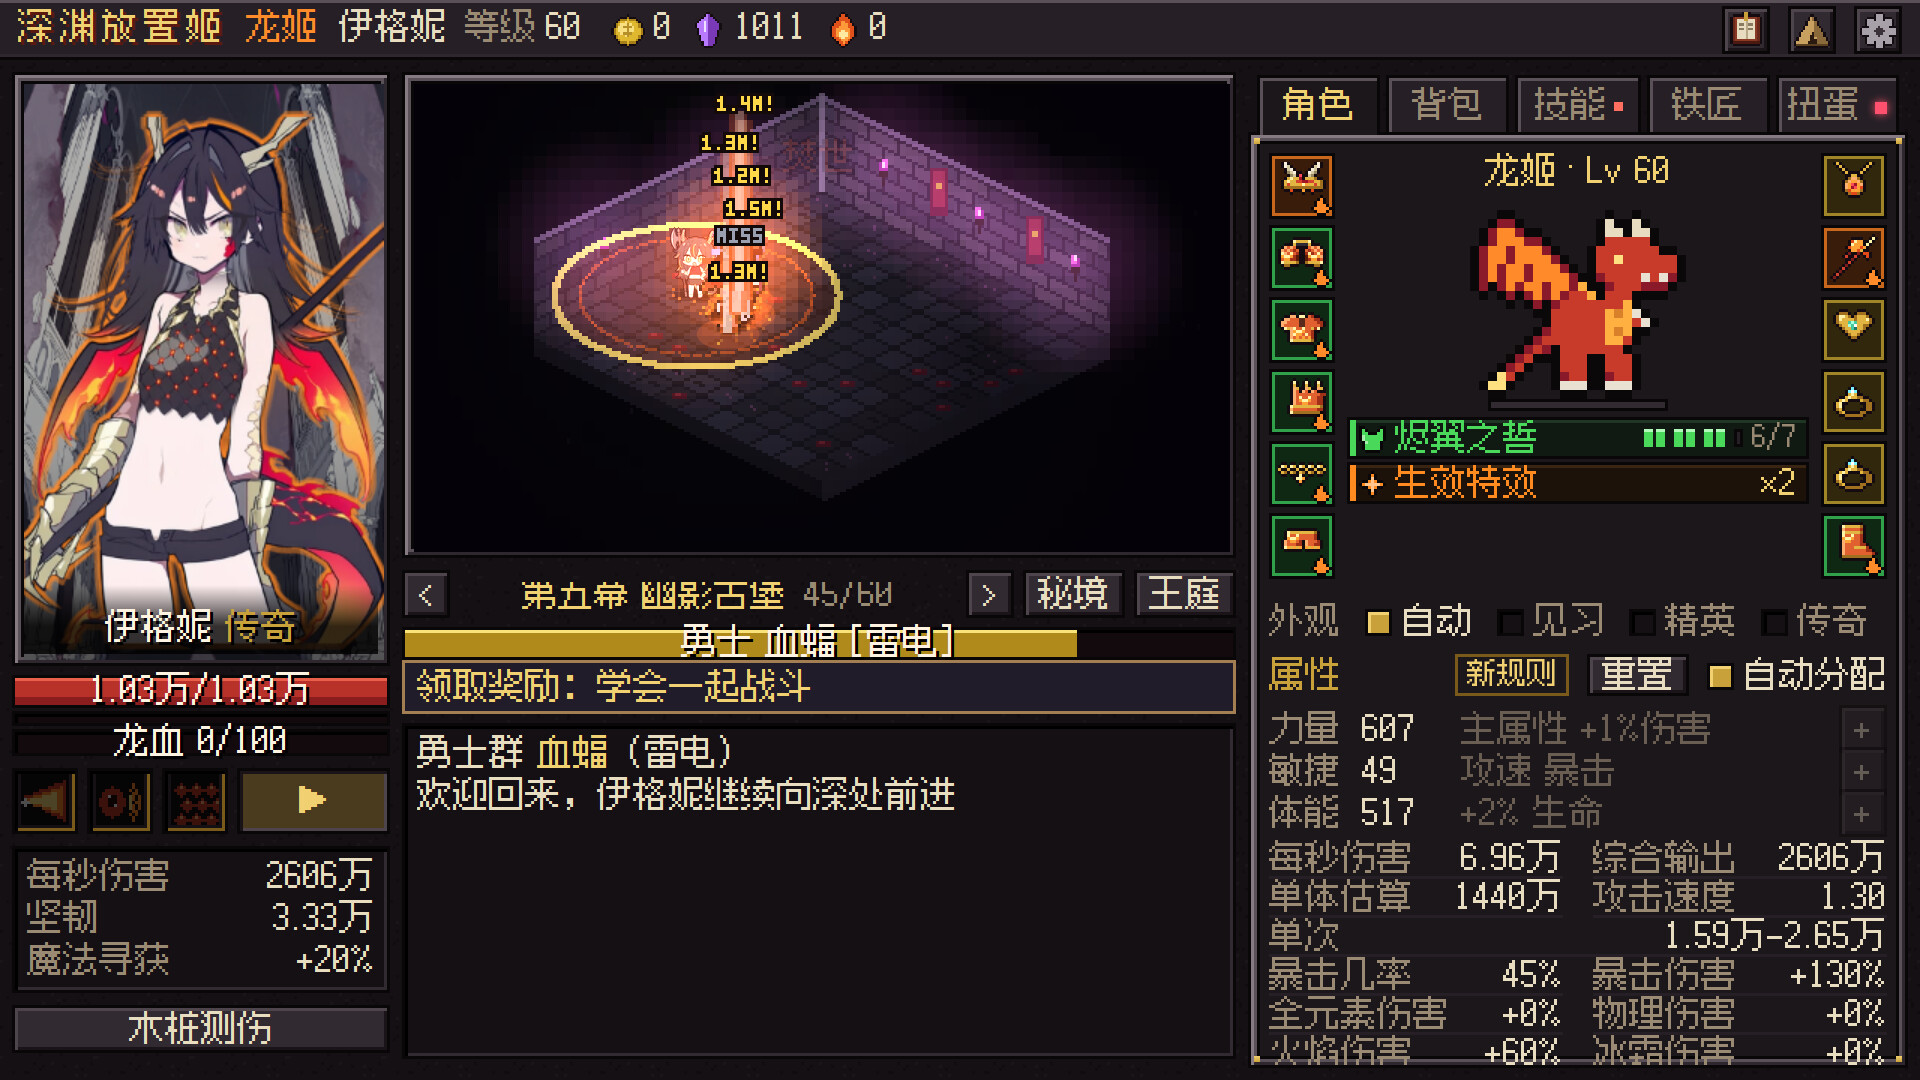 深渊放置姬 龙姬 伊格妮 等级 60 0 1011 0
伊格妮 传奇
1.03万/1.03万
龙血 0/100
每秒伤害 2606万
坚韧 3.33万
魔法寻获 +20%
木桩测伤
1.4M!
1.3M!
1.2M!
1.5M!
MISS
1.3M!
< 第五幕 幽影古堡 45/60 > 秘境 王庭
勇士 血蝠 [雷电]
领取奖励：学会一起战斗
勇士群 血蝠（雷电）
欢迎回来，伊格妮继续向深处前进
角色 背包 技能 铁匠 扭蛋
龙姬 · Lv 60
烬翼之誓 6/7
生效特效 ×2
外观 自动 见习 精英 传奇
属性 新规则 重置 自动分配
力量 607 主属性 +1%伤害 +
敏捷 49 攻速 暴击 +
体能 517 +2% 生命 +
每秒伤害 6.96万 综合输出 2606万
单体估算 1440万 攻击速度 1.30
单次 1.59万-2.65万
暴击几率 45% 暴击伤害 +130%
全元素伤害 +0% 物理伤害 +0%
火焰伤害 +60% 冰霜伤害 +0%